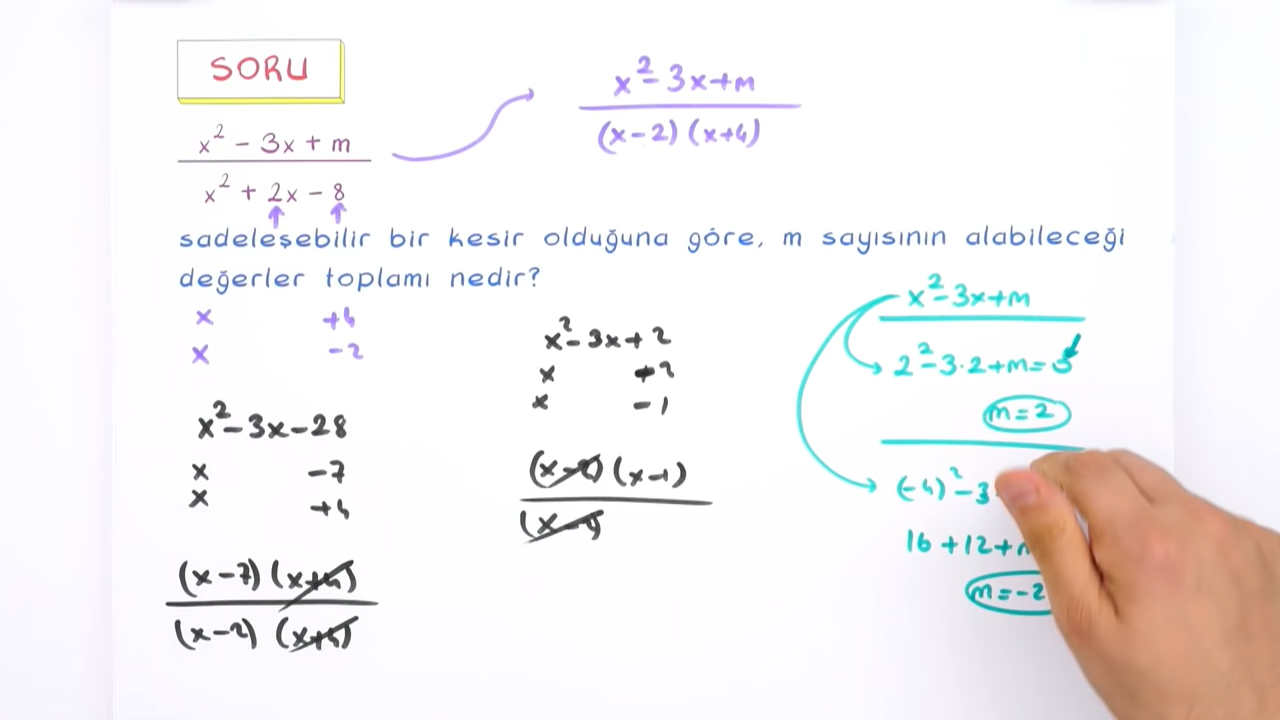 SORU
x² - 3x + m
x² + 2x - 8
x² - 3x + m
(x - 2) (x + 4)
sadeleşebilir bir kesir olduğuna göre, m sayısının alabileceği
değerler toplamı nedir?
x +4
x -2
x² - 3x - 28
x -7
x +4
(x - 7) (x + 4)
(x - 2) (x + 4)
x² - 3x + 2
x -2
x -1
(x - 2) (x - 1)
x² - 3x + m
2² - 3·2 + m =
m = 2
(-4)² - 3
16 + 12 +